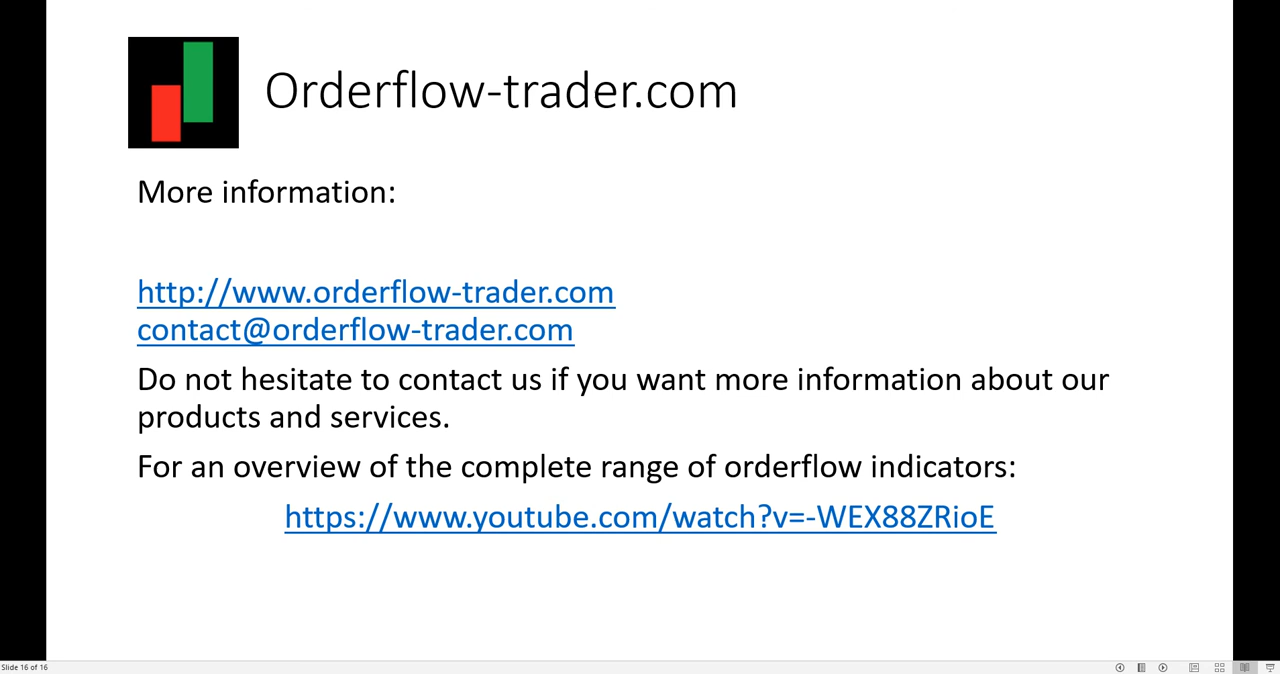 Orderflow-trader.com
More information:
http://www.orderflow-trader.com
contact@orderflow-trader.com
Do not hesitate to contact us if you want more information about our
products and services.
For an overview of the complete range of orderflow indicators:
https://www.youtube.com/watch?v=-WEX88ZRioE
Slide 16 of 16